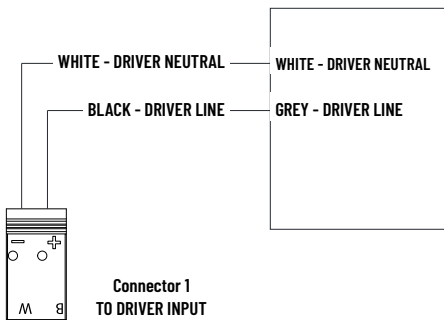 WHITE - DRIVER NEUTRAL
WHITE - DRIVER NEUTRAL
BLACK - DRIVER LINE
GREY - DRIVER LINE
- +
W B
Connector 1
TO DRIVER INPUT